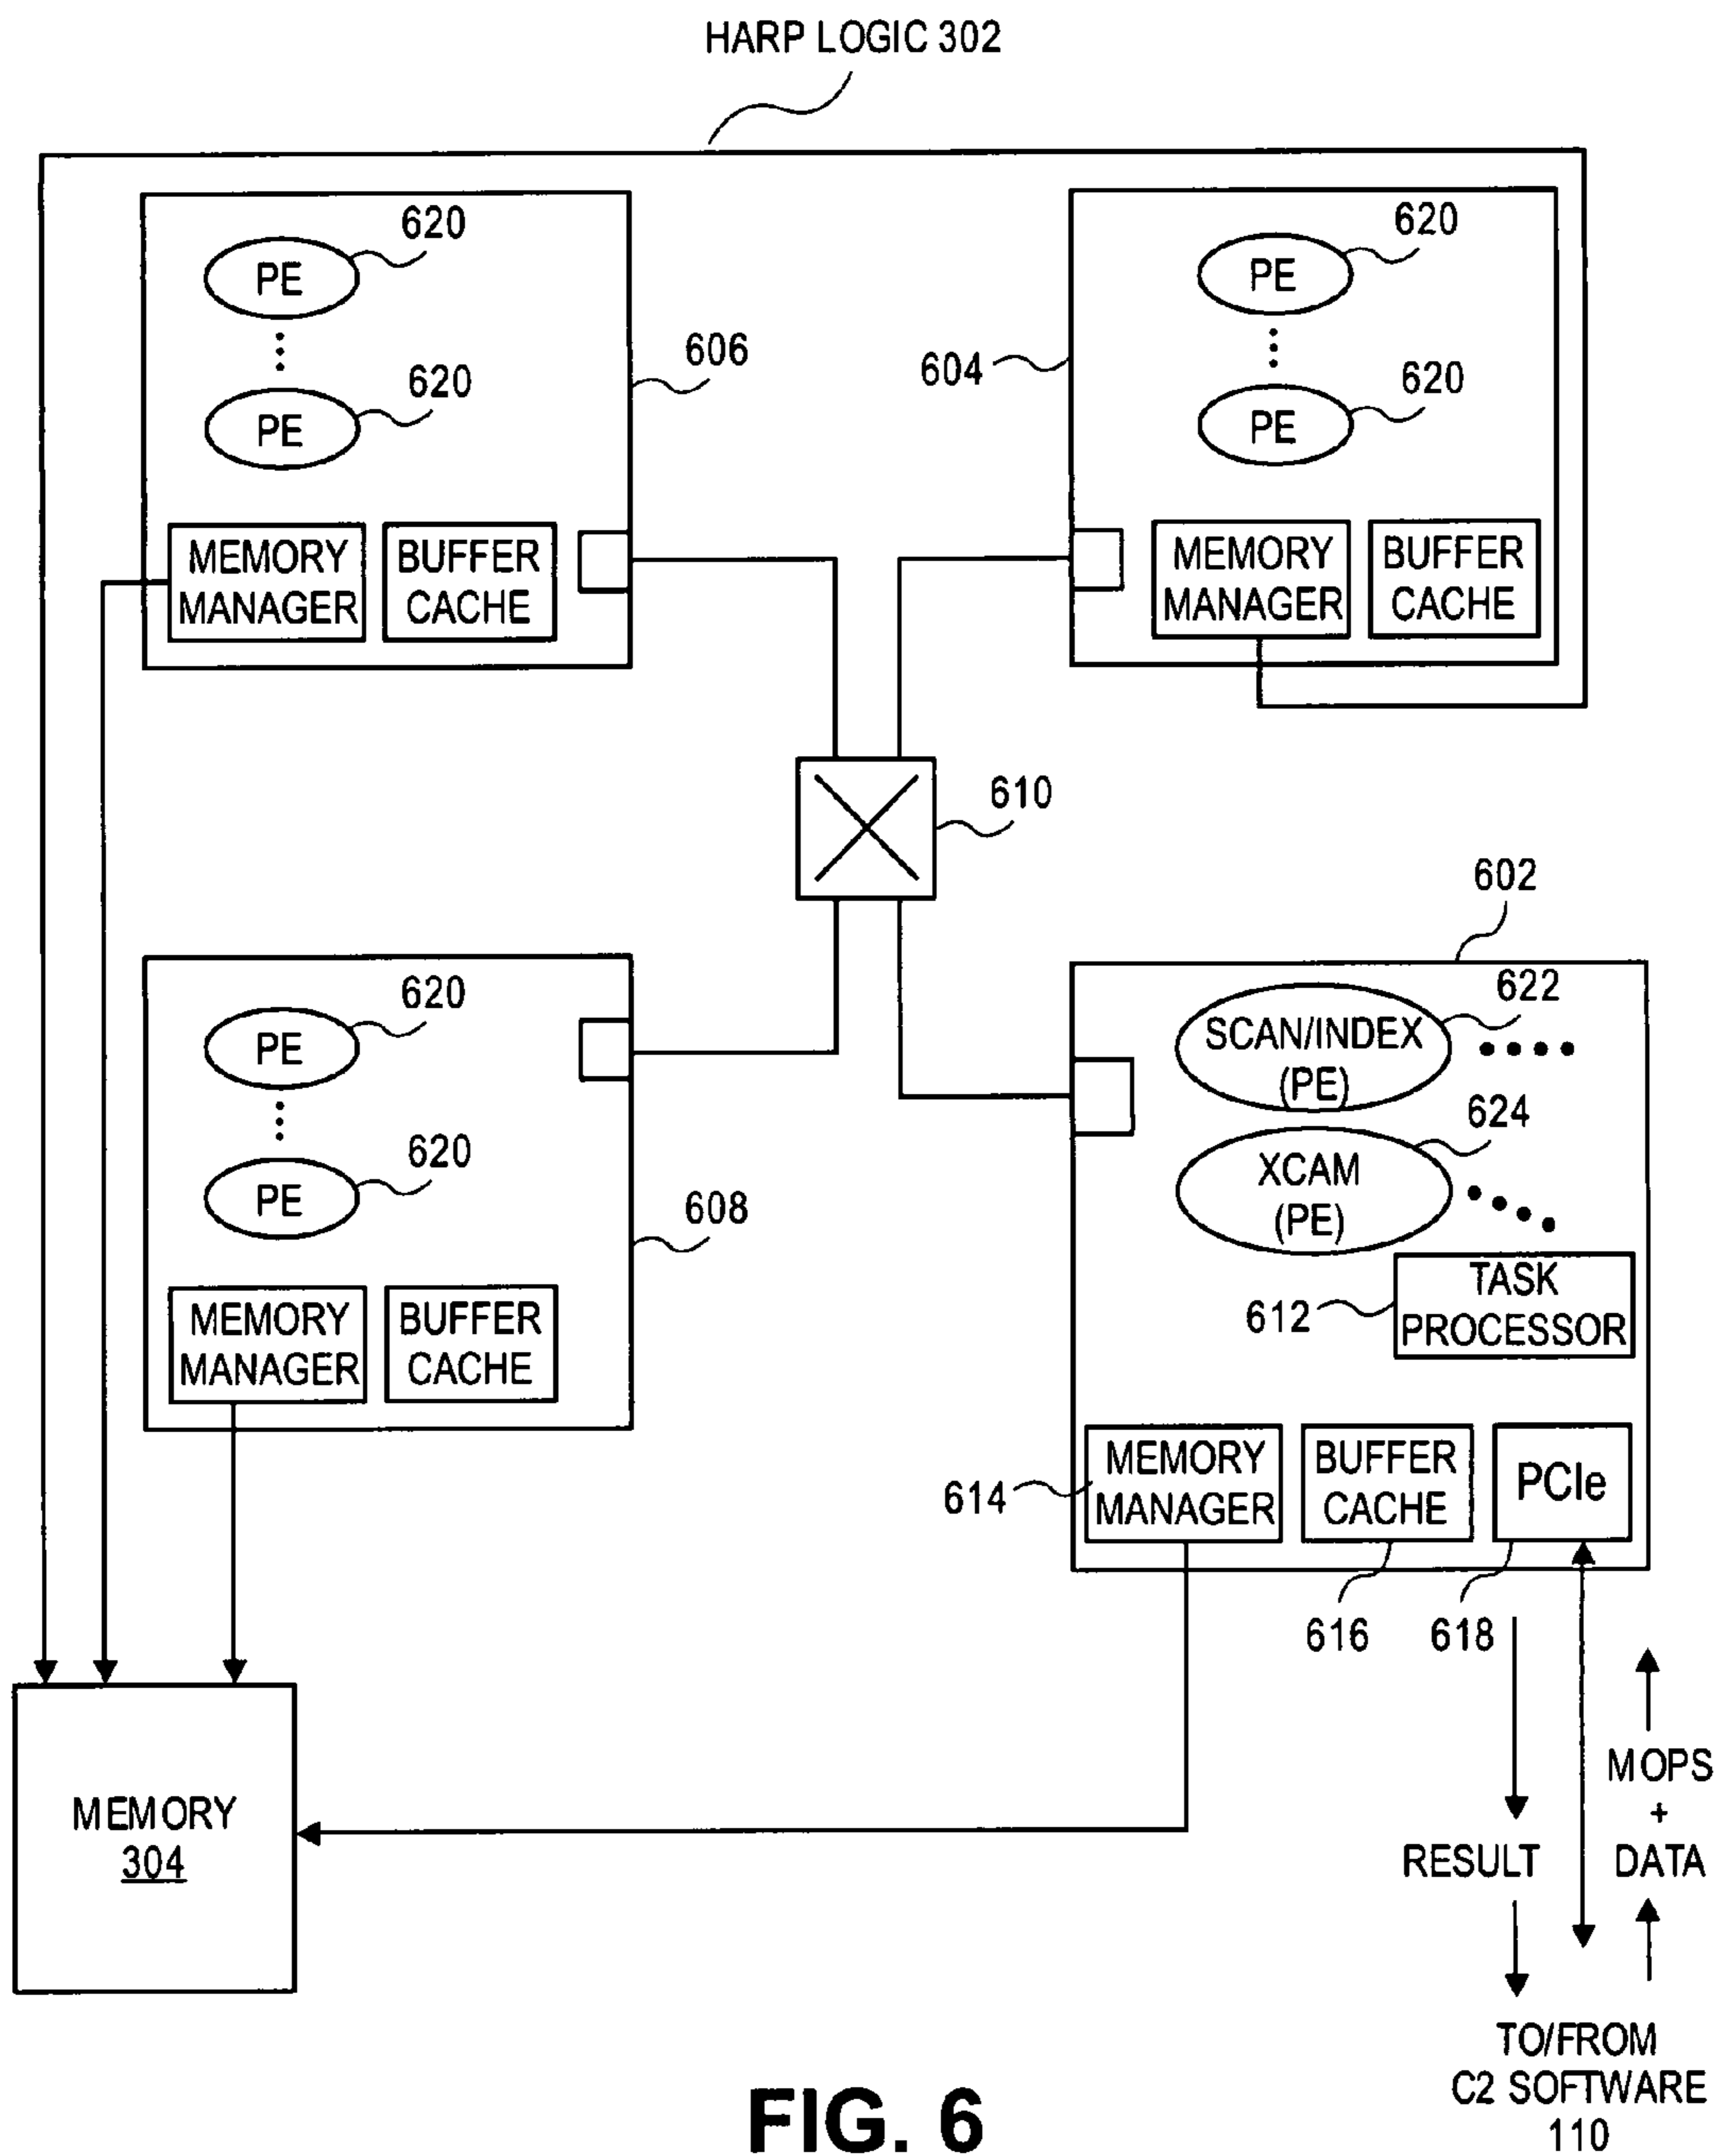 HARP LOGIC 302
620
PE
620
PE
606
MEMORY
MANAGER
BUFFER
CACHE
620
PE
604
620
PE
MEMORY
MANAGER
BUFFER
CACHE
610
620
PE
620
PE
608
MEMORY
MANAGER
BUFFER
CACHE
602
622
SCAN/INDEX
(PE)
624
XCAM
(PE)
612
TASK
PROCESSOR
614
MEMORY
MANAGER
BUFFER
CACHE
PCIe
616
618
MEMORY
304
RESULT
MOPS
+
DATA
TO/FROM
C2 SOFTWARE
110
FIG. 6